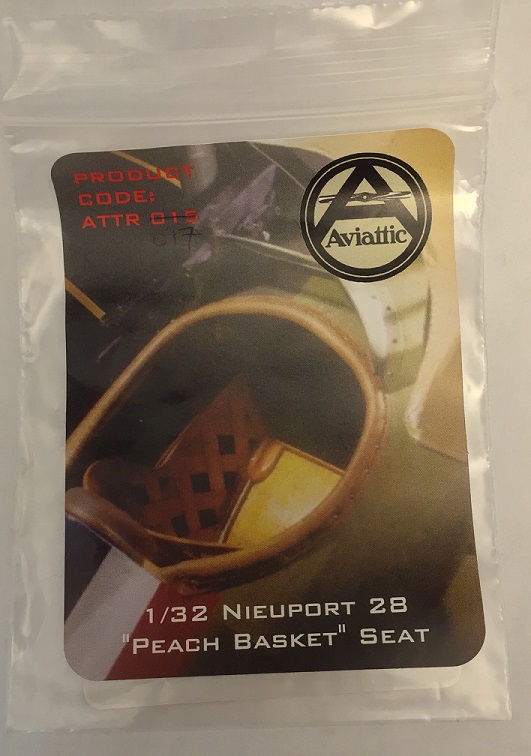 PRODUCT
CODE:
ATTR 015
017
Aviattic
1/32 NIEUPORT 28
"PEACH BASKET" SEAT